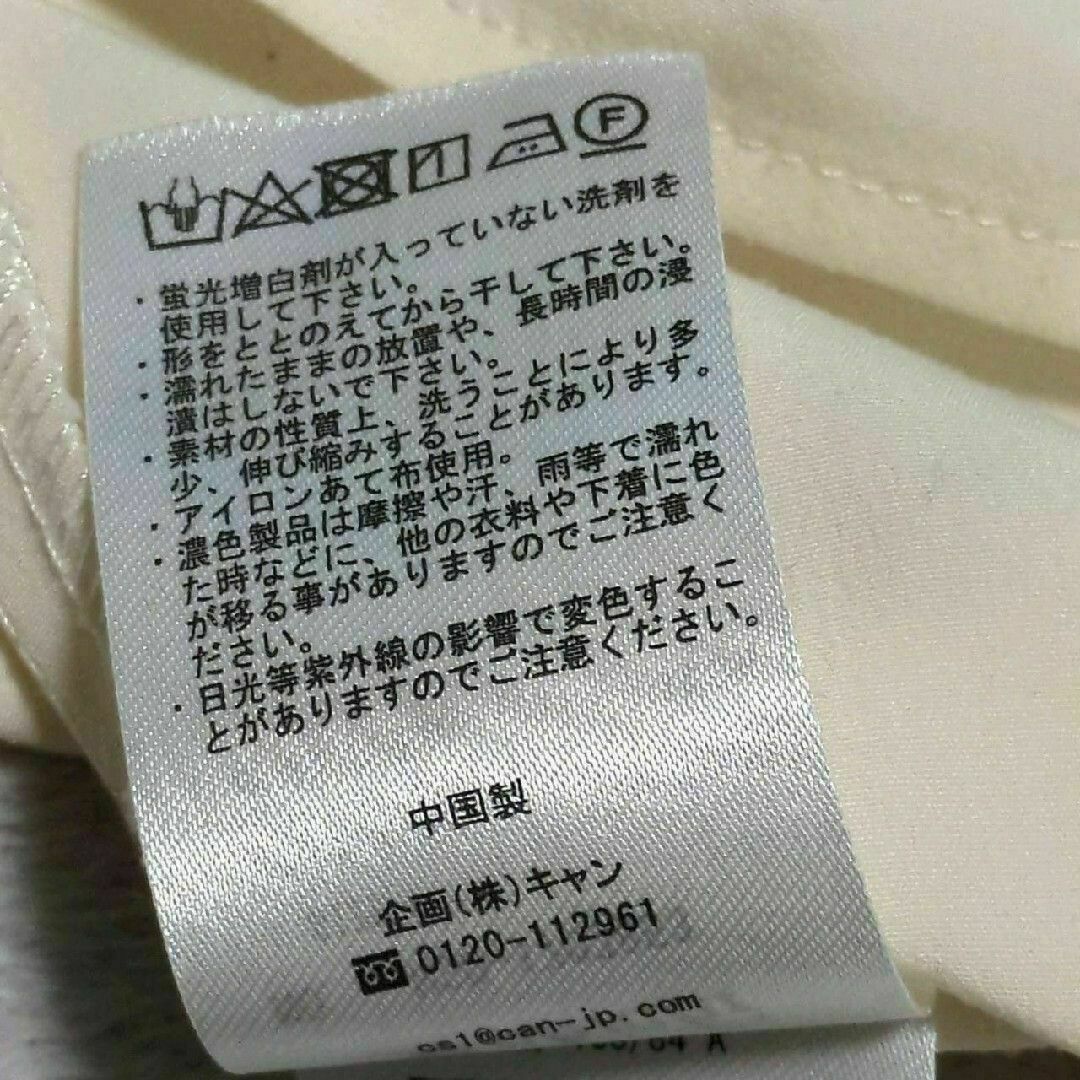 F
・蛍光増白剤が入っていない洗剤を
使用して下さい。
・形をととのえてから干して下さい。
・濡れたままの放置や、長時間の浸
漬はしないで下さい。
・素材の性質上、洗うことにより多
少、伸び縮みすることがあります。
・アイロンあて布使用。
・濃色製品は摩擦や汗、雨等で濡れ
た時などに、他の衣料や下着に色
が移る事がありますのでご注意く
ださい。
・日光等紫外線の影響で変色するこ
とがありますのでご注意ください。
中国製
企画(株)キャン
0120-112961
cs1@can-jp.com